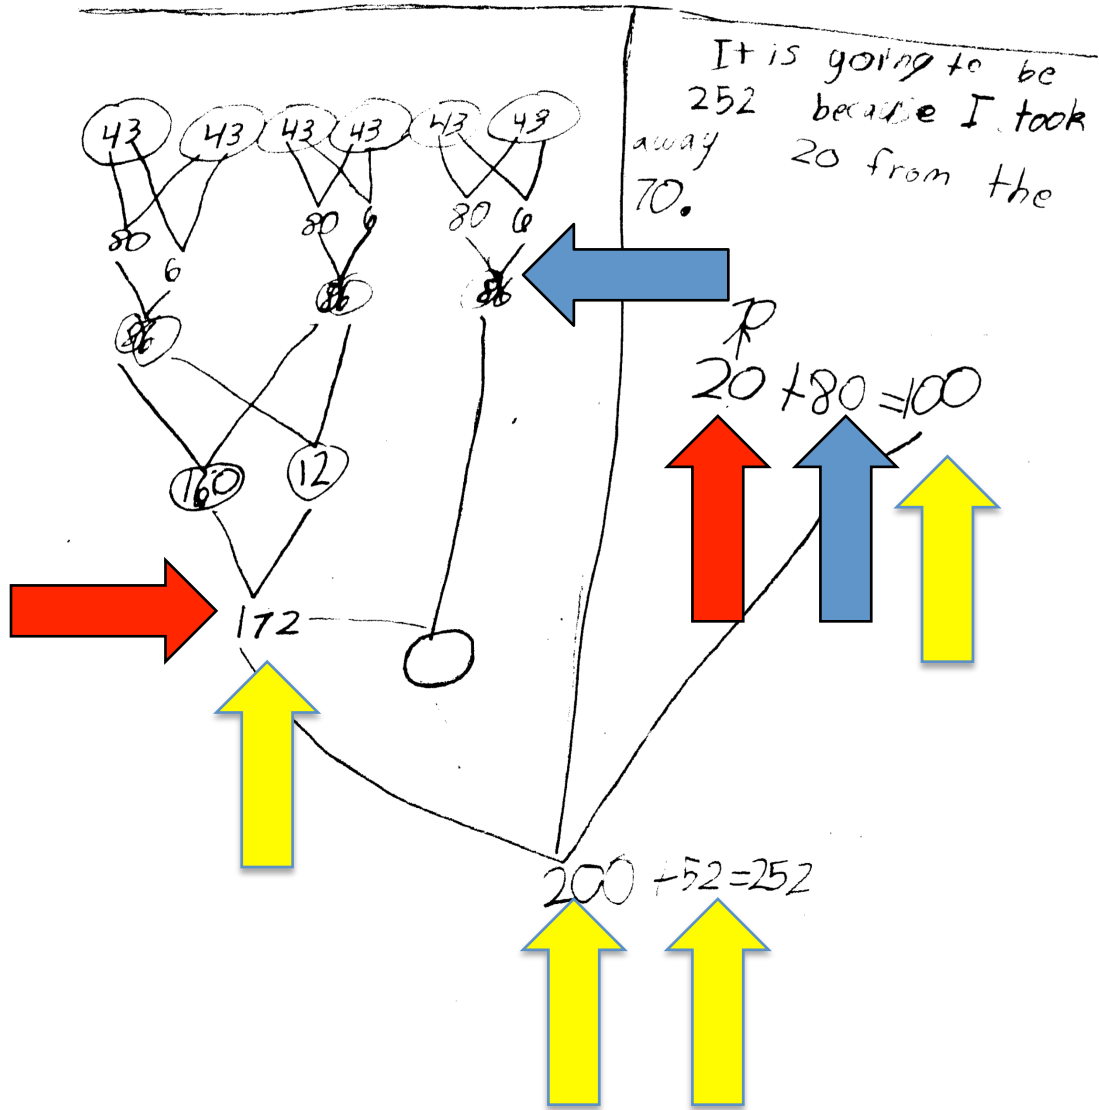 It is going to be
252 because I took
away 20 from the
70.
43 43 43 43 43 43
80 6 80 6 80 6
86 86 86
20 + 80 = 100
160 12
172
200 + 52 = 252